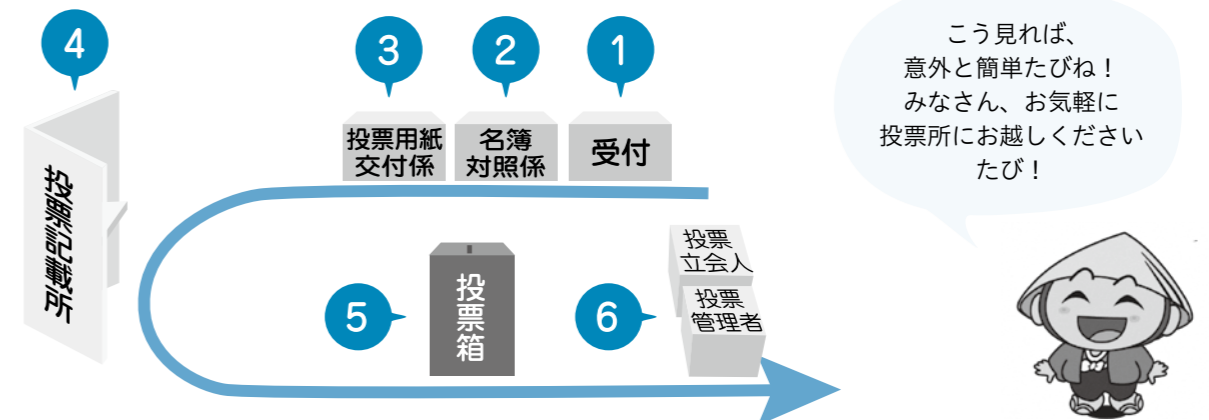 1
受付
2
名簿
対照係
3
投票用紙
交付係
4
投票記載所
5
投票箱
6
投票
立会人
投票
管理者
こう見れば、
意外と簡単たびね！
みなさん、お気軽に
投票所にお越しください
たび！